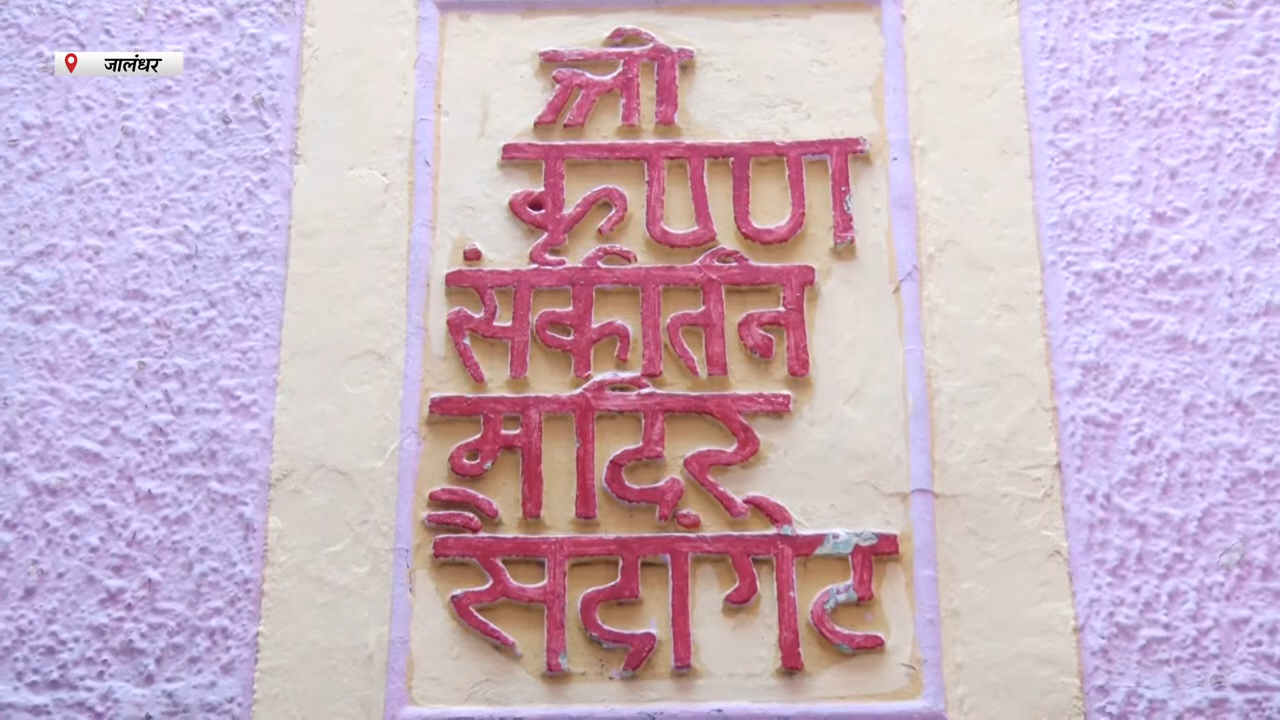 जालंधर
श्री
कृष्ण
संकीर्तन
मंदिर
सैदां गेट